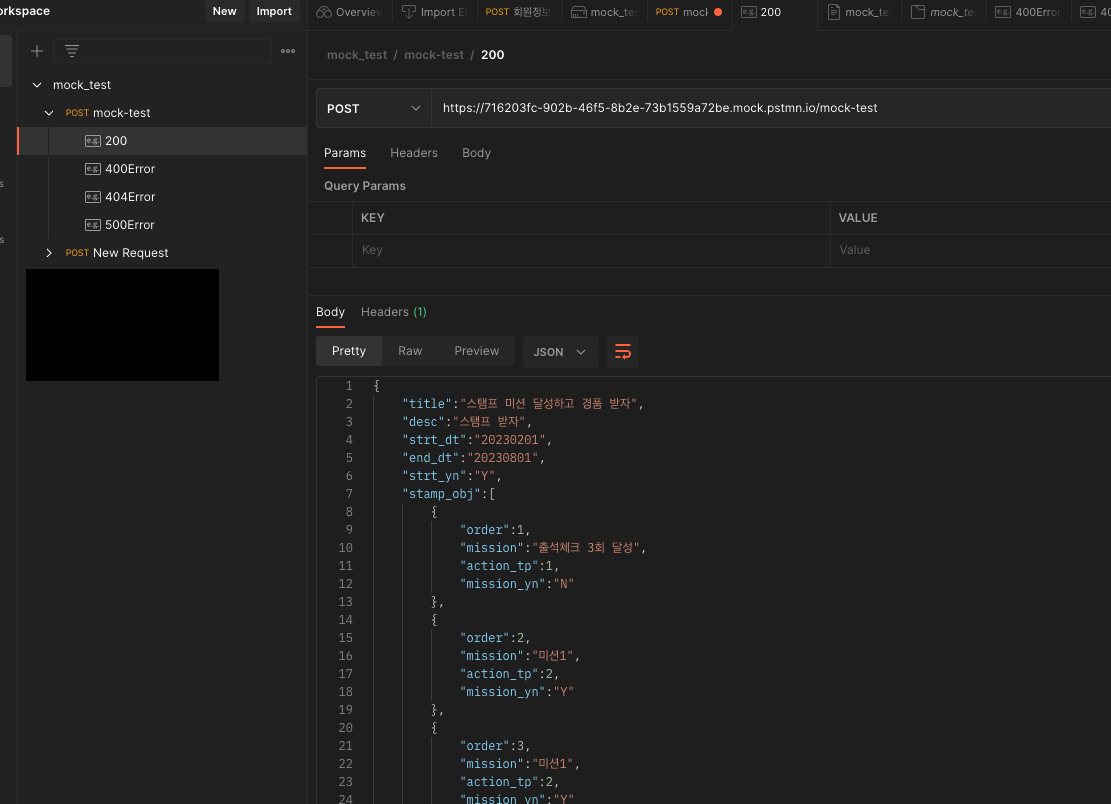 orkspace
New
Import
Overview
Import
POST 회원정보
mock_te
POST mock
200
mock_te
mock_te
400Erro
40
mock_test
POST mock-test
200
400Error
404Error
500Error
POST New Request
s
s
mock_test / mock-test / 200
POST
https://716203fc-902b-46f5-8b2e-73b1559a72be.mock.pstmn.io/mock-test
Params Headers Body
Query Params
KEY VALUE
Key Value
Body Headers (1)
Pretty Raw Preview JSON
1 {
2 "title":"스탬프 미션 달성하고 경품 받자",
3 "desc":"스탬프 받자",
4 "strt_dt":"20230201",
5 "end_dt":"20230801",
6 "strt_yn":"Y",
7 "stamp_obj":[
8 {
9 "order":1,
10 "mission":"출석체크 3회 달성",
11 "action_tp":1,
12 "mission_yn":"N"
13 },
14 {
15 "order":2,
16 "mission":"미션1",
17 "action_tp":2,
18 "mission_yn":"Y"
19 },
20 {
21 "order":3,
22 "mission":"미션1",
23 "action_tp":2,
24 "mission_yn":"Y"